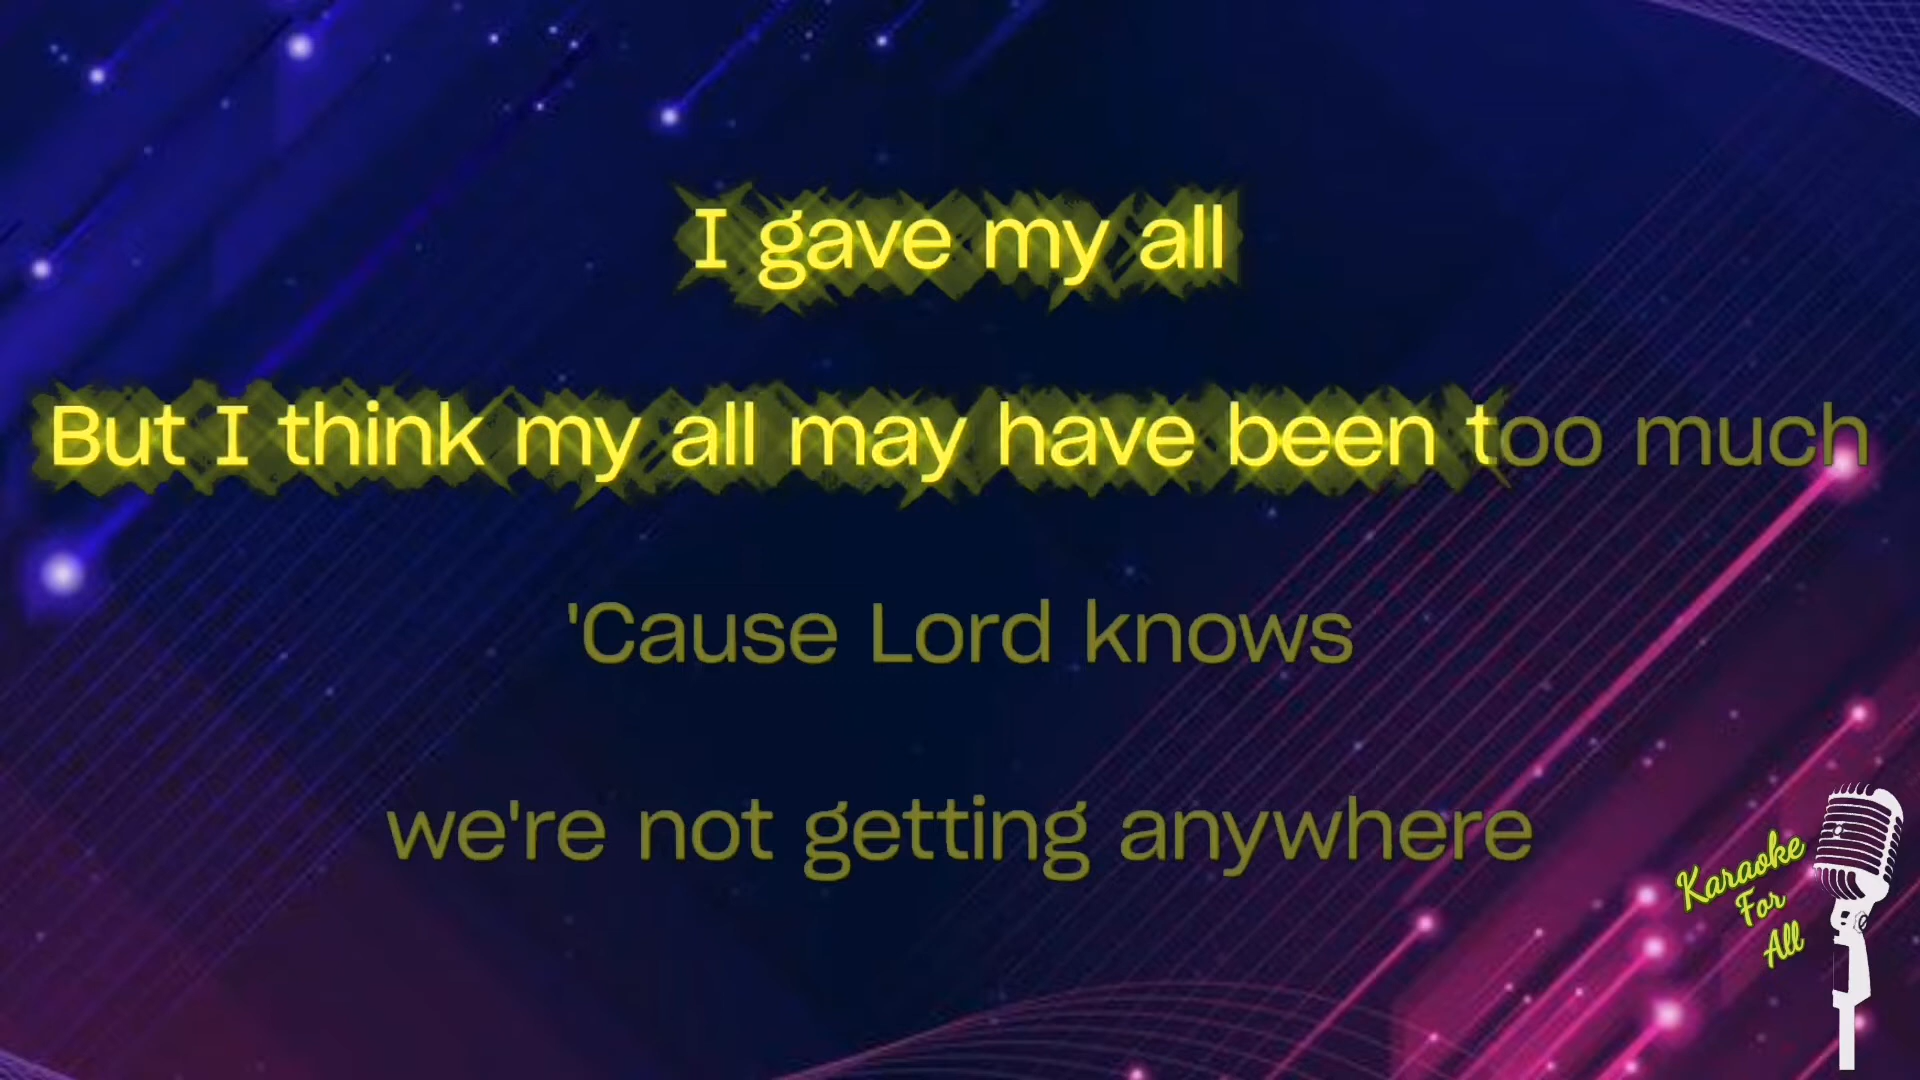 I gave my all
But I think my all may have been too much
'Cause Lord knows
we're not getting anywhere
Karaoke
For
All